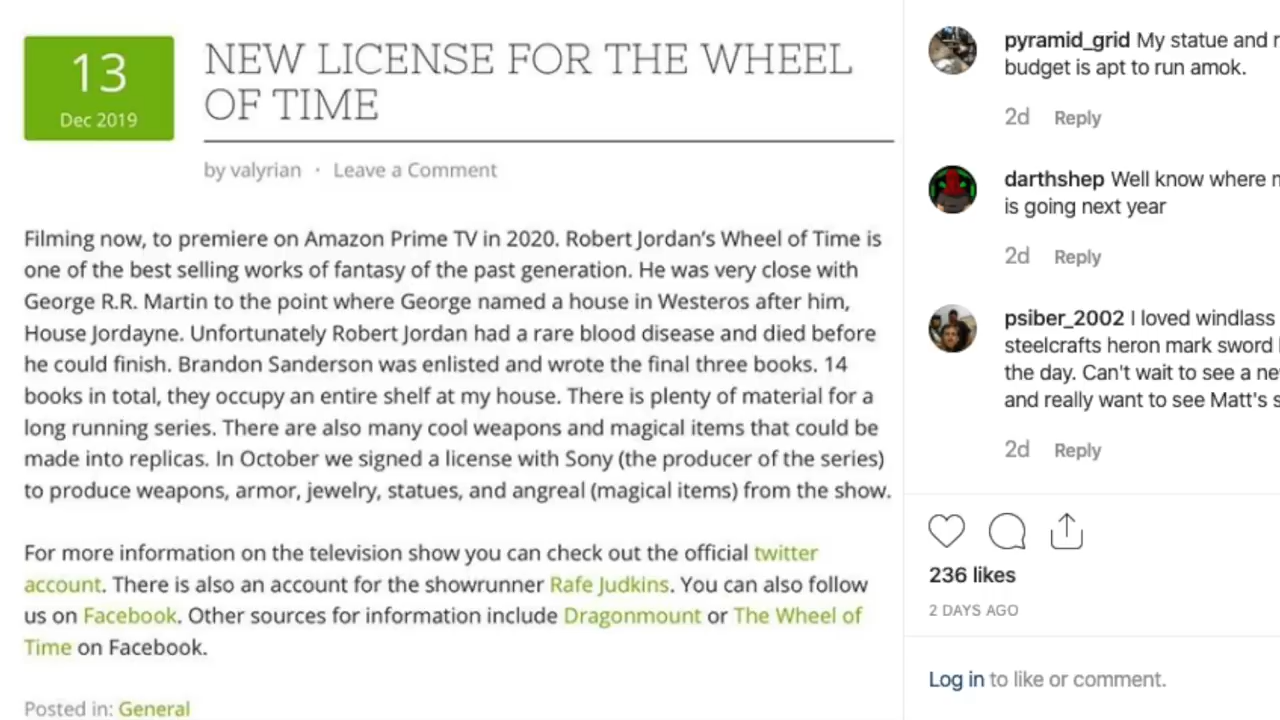 13
Dec 2019
NEW LICENSE FOR THE WHEEL
OF TIME
by valyrian · Leave a Comment
Filming now, to premiere on Amazon Prime TV in 2020. Robert Jordan's Wheel of Time is
one of the best selling works of fantasy of the past generation. He was very close with
George R.R. Martin to the point where George named a house in Westeros after him,
House Jordayne. Unfortunately Robert Jordan had a rare blood disease and died before
he could finish. Brandon Sanderson was enlisted and wrote the final three books. 14
books in total, they occupy an entire shelf at my house. There is plenty of material for a
long running series. There are also many cool weapons and magical items that could be
made into replicas. In October we signed a license with Sony (the producer of the series)
to produce weapons, armor, jewelry, statues, and angreal (magical items) from the show.
For more information on the television show you can check out the official twitter
account. There is also an account for the showrunner Rafe Judkins. You can also follow
us on Facebook. Other sources for information include Dragonmount or The Wheel of
Time on Facebook.
Posted in: General
pyramid_grid My statue and
budget is apt to run amok.
2d Reply
darthshep Well know where
is going next year
2d Reply
psiber_2002 I loved windlass
steelcrafts heron mark sword
the day. Can't wait to see a
and really want to see Matt's
2d Reply
236 likes
2 DAYS AGO
Log in to like or comment.